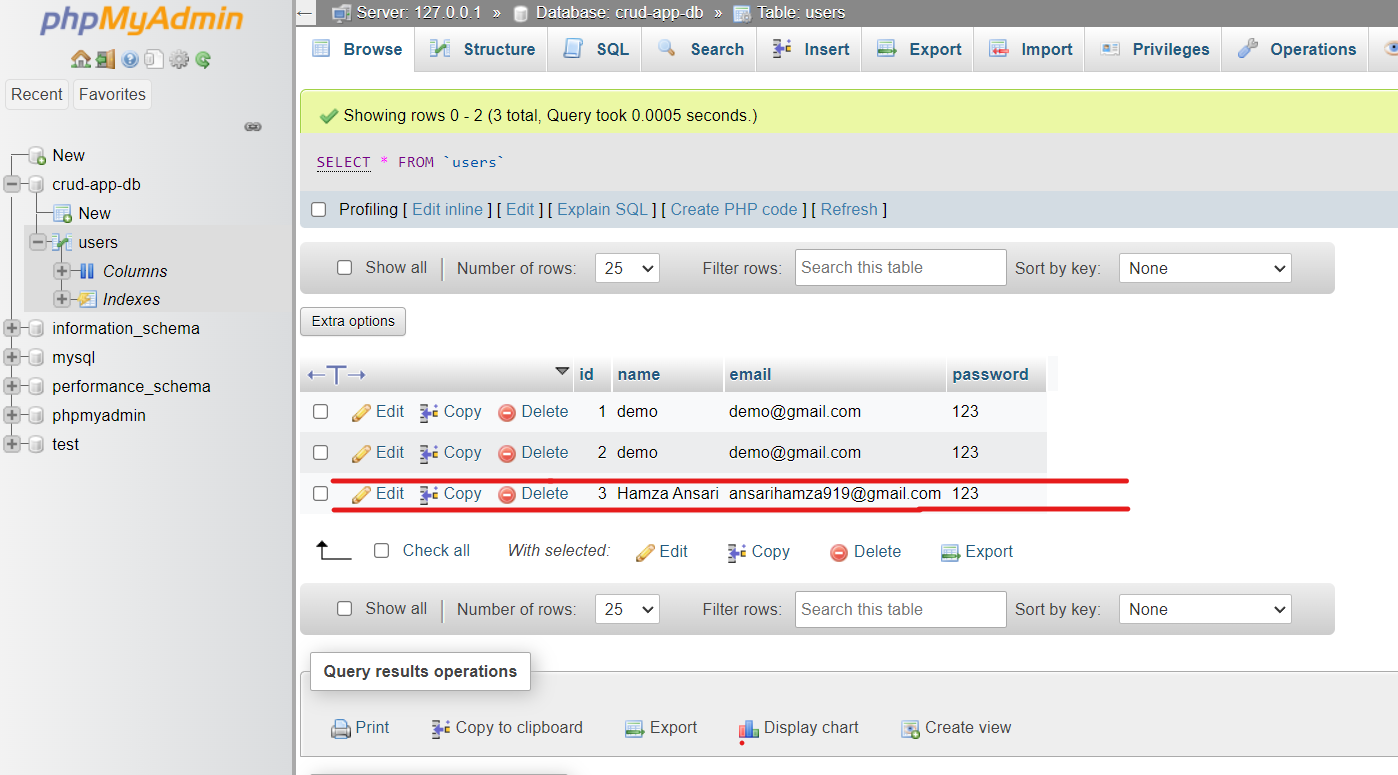 phpMyAdmin
Recent Favorites
New
crud-app-db
New
users
Columns
Indexes
information_schema
mysql
performance_schema
phpmyadmin
test
Server: 127.0.0.1 » Database: crud-app-db » Table: users
Browse Structure SQL Search Insert Export Import Privileges Operations
Showing rows 0 - 2 (3 total, Query took 0.0005 seconds.)
SELECT * FROM `users`
Profiling [ Edit inline ] [ Edit ] [ Explain SQL ] [ Create PHP code ] [ Refresh ]
Show all Number of rows: 25 Filter rows: Search this table Sort by key: None
Extra options
id name email password
Edit Copy Delete 1 demo demo@gmail.com 123
Edit Copy Delete 2 demo demo@gmail.com 123
Edit Copy Delete 3 Hamza Ansari ansarihamza919@gmail.com 123
Check all With selected: Edit Copy Delete Export
Show all Number of rows: 25 Filter rows: Search this table Sort by key: None
Query results operations
Print Copy to clipboard Export Display chart Create view